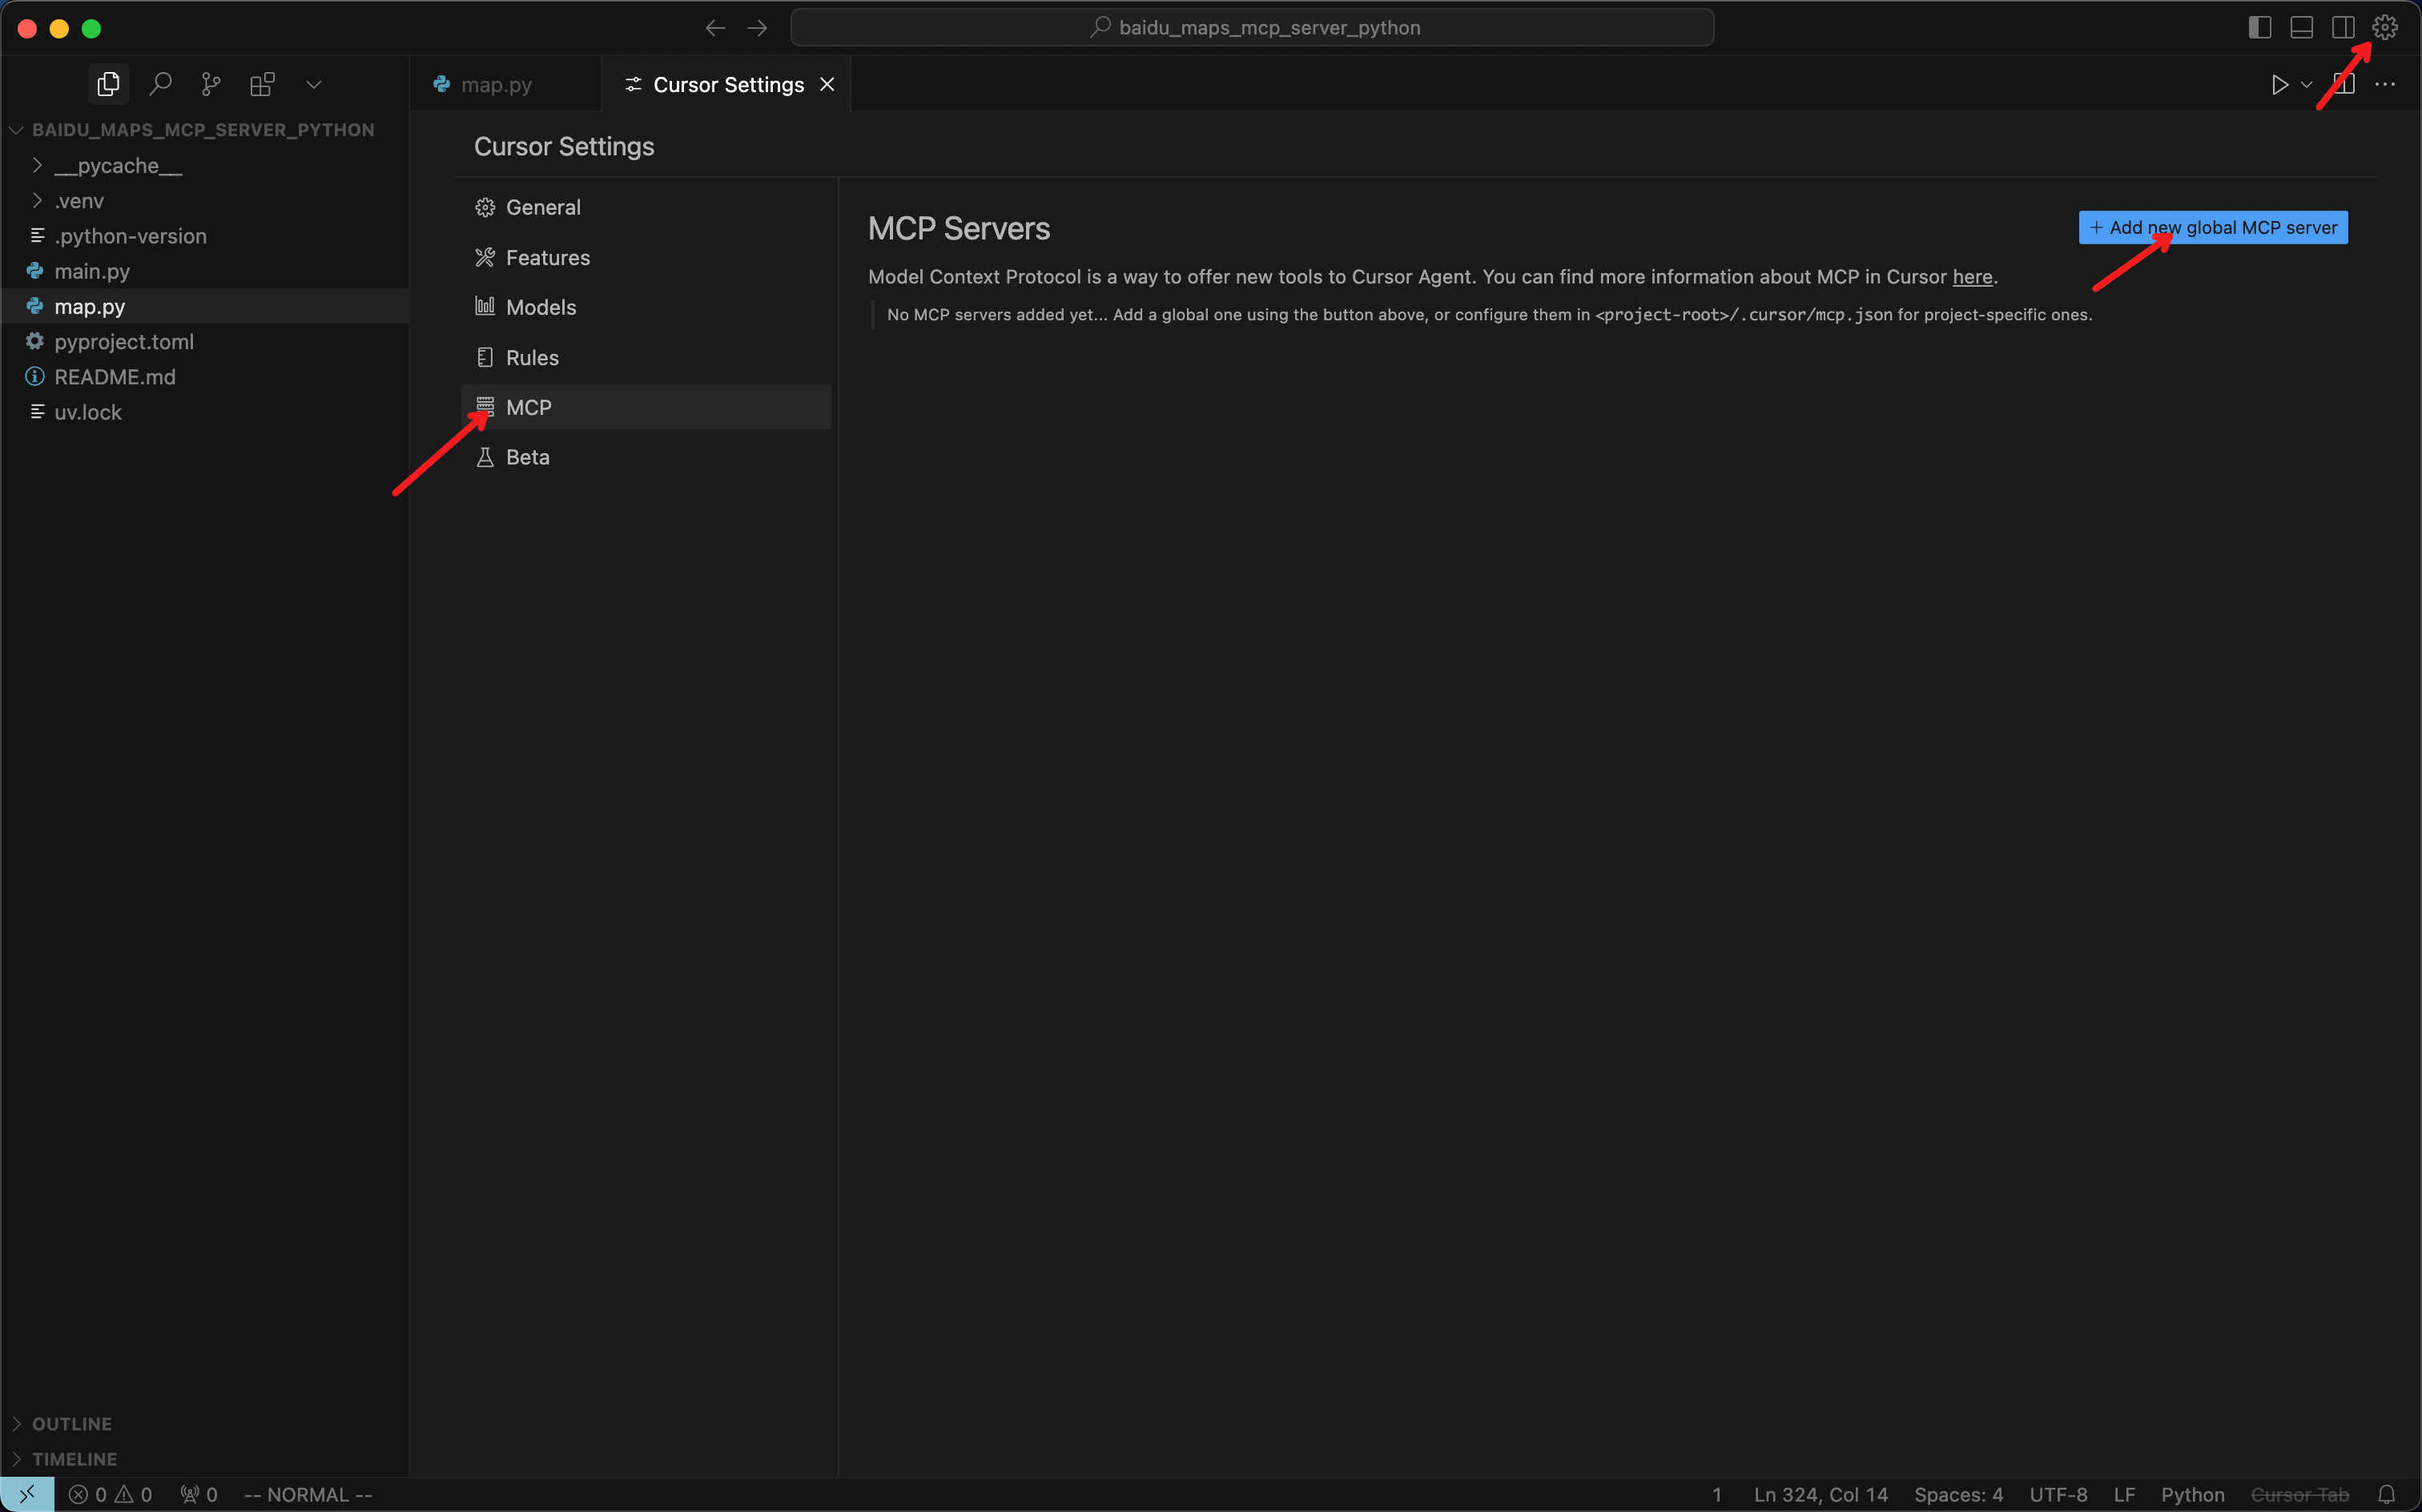 baidu_maps_mcp_server_python
map.py
Cursor Settings
BAIDU_MAPS_MCP_SERVER_PYTHON
__pycache__
.venv
.python-version
main.py
map.py
pyproject.toml
README.md
uv.lock
OUTLINE
TIMELINE
Cursor Settings
General
Features
Models
Rules
MCP
Beta
MCP Servers
+ Add new global MCP server
Model Context Protocol is a way to offer new tools to Cursor Agent. You can find more information about MCP in Cursor here.
No MCP servers added yet... Add a global one using the button above, or configure them in <project-root>/.cursor/mcp.json for project-specific ones.
0 0 0 -- NORMAL -- 1 Ln 324, Col 14 Spaces: 4 UTF-8 LF Python Cursor Tab